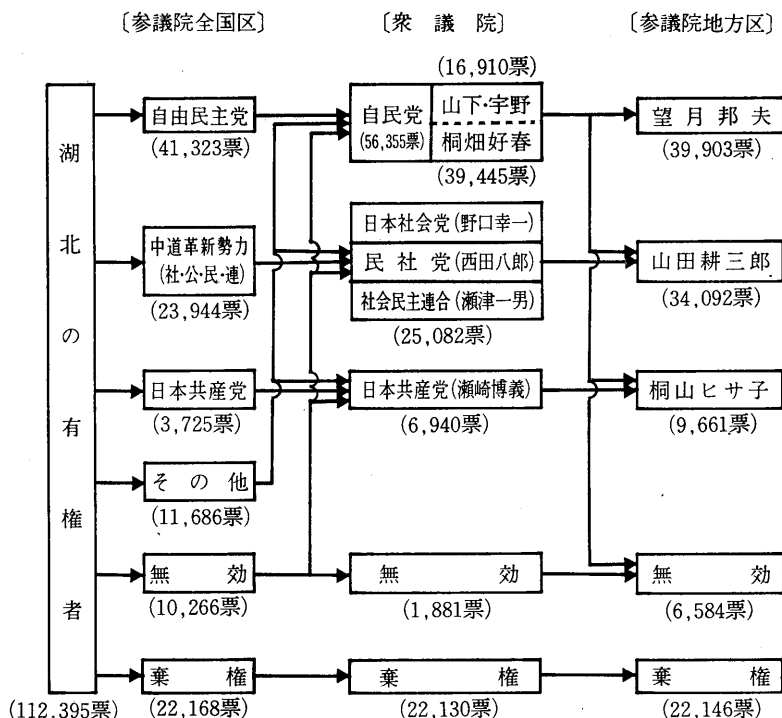 〔参議院全国区〕
〔衆議院〕
〔参議院地方区〕
湖北の有権者
(112,395票)
自由民主党
(41,323票)
中道革新勢力
(社・公・民・連)
(23,944票)
日本共産党
(3,725票)
その他
(11,686票)
無効
(10,266票)
棄権
(22,168票)
(16,910票)
自民党
(56,355票)
山下・宇野
桐畑好春
(39,445票)
日本社会党(野口幸一)
民社党(西田八郎)
社会民主連合(瀬津一男)
(25,082票)
日本共産党(瀬崎博義)
(6,940票)
無効
(1,881票)
棄権
(22,130票)
望月邦夫
(39,903票)
山田耕三郎
(34,092票)
桐山ヒサ子
(9,661票)
無効
(6,584票)
棄権
(22,146票)